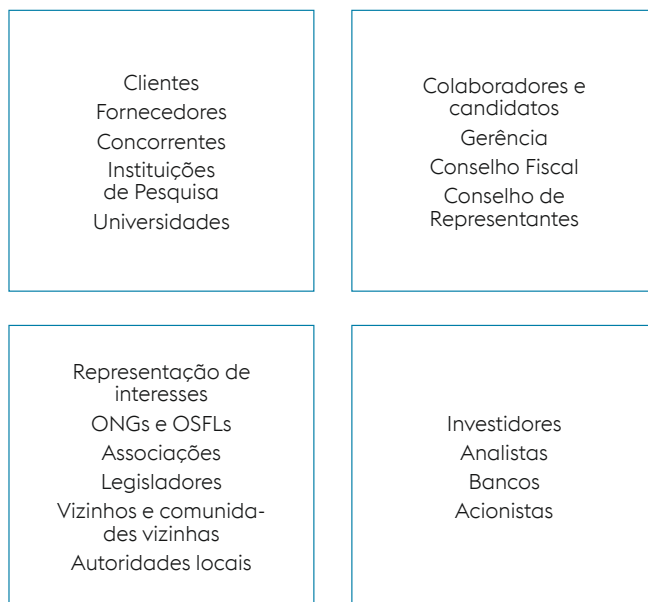 Clientes
Fornecedores
Concorrentes
Instituições
de Pesquisa
Universidades
Colaboradores e
candidatos
Gerência
Conselho Fiscal
Conselho de
Representantes
Representação de
interesses
ONGs e OSFLs
Associações
Legisladores
Vizinhos e comunida-
des vizinhas
Autoridades locais
Investidores
Analistas
Bancos
Acionistas